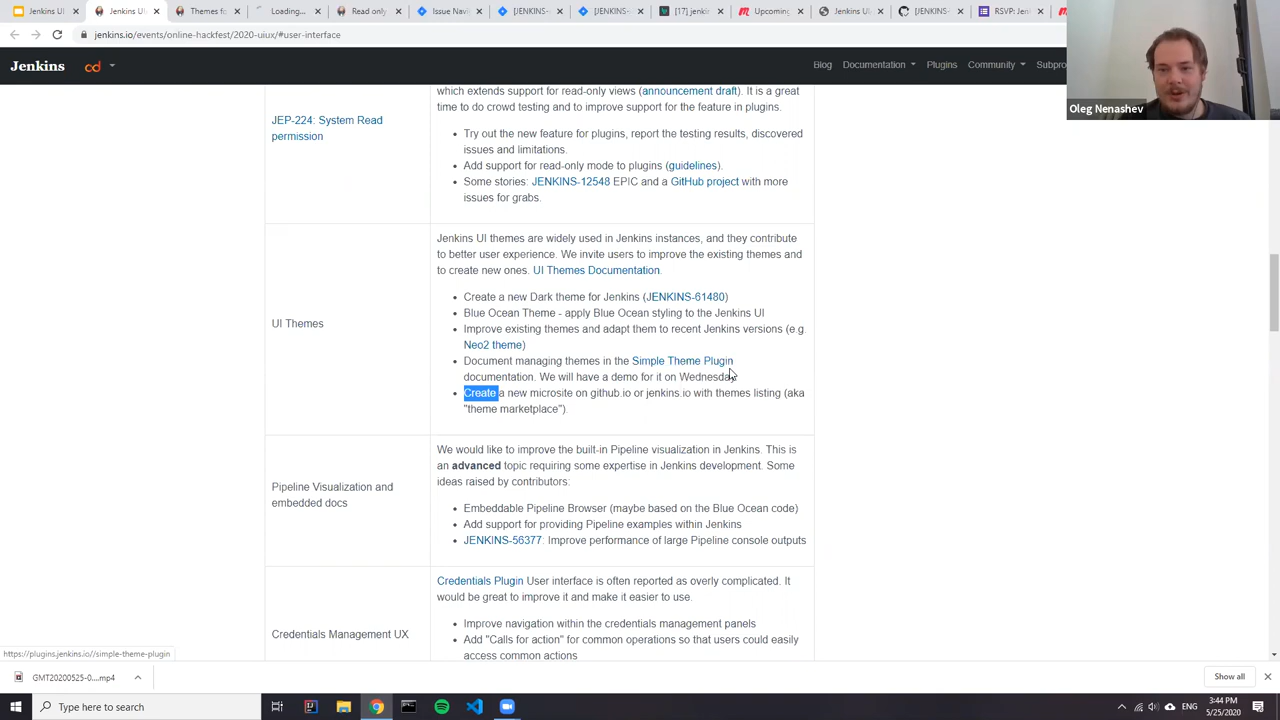 Jenkins UI
Jenkins UI
Themes fo
Loading...
Read only
Issue Navi
[JENKINS-
[JENKINS-
[17] jenkin
Upcoming
Jenkins UI
[JENKINS-
RSVP: Jen
jenkins.io/events/online-hackfest/2020-uiux/#user-interface
Jenkins
cd
Blog
Documentation
Plugins
Community
Subpro
Oleg Nenashev
which extends support for read-only views (announcement draft). It is a great
time to do crowd testing and to improve support for the feature in plugins.
JEP-224: System Read
permission
• Try out the new feature for plugins, report the testing results, discovered
issues and limitations.
• Add support for read-only mode to plugins (guidelines).
• Some stories: JENKINS-12548 EPIC and a GitHub project with more
issues for grabs.
UI Themes
Jenkins UI themes are widely used in Jenkins instances, and they contribute
to better user experience. We invite users to improve the existing themes and
to create new ones. UI Themes Documentation.
• Create a new Dark theme for Jenkins (JENKINS-61480)
• Blue Ocean Theme - apply Blue Ocean styling to the Jenkins UI
• Improve existing themes and adapt them to recent Jenkins versions (e.g.
Neo2 theme)
• Document managing themes in the Simple Theme Plugin
documentation. We will have a demo for it on Wednesday
• Create a new microsite on github.io or jenkins.io with themes listing (aka
"theme marketplace").
Pipeline Visualization and
embedded docs
We would like to improve the built-in Pipeline visualization in Jenkins. This is
an advanced topic requiring some expertise in Jenkins development. Some
ideas raised by contributors:
• Embeddable Pipeline Browser (maybe based on the Blue Ocean code)
• Add support for providing Pipeline examples within Jenkins
• JENKINS-56377: Improve performance of large Pipeline console outputs
Credentials Management UX
Credentials Plugin User interface is often reported as overly complicated. It
would be great to improve it and make it easier to use.
• Improve navigation within the credentials management panels
• Add "Calls for action" for common operations so that users could easily
access common actions
https://plugins.jenkins.io//simple-theme-plugin
GMT20200525-0....mp4
Show all
Type here to search
3:44 PM
5/25/2020